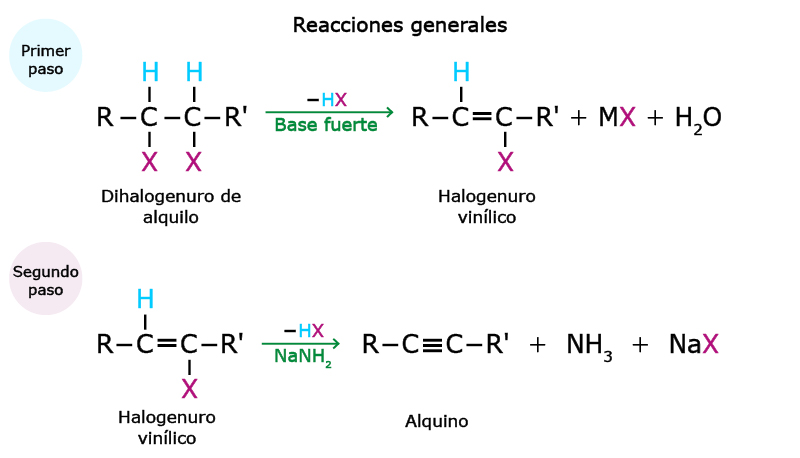 Reacciones generales
Primer
paso
H H H
−HX
R−C−C−R' R−C=C−R' + MX + H₂O
Base fuerte
X X X
Dihalogenuro de
alquilo
Halogenuro
vinílico
Segundo
paso
H
−HX
R−C=C−R' R−C≡C−R' + NH₃ + NaX
NaNH₂
X
Halogenuro
vinílico
Alquino